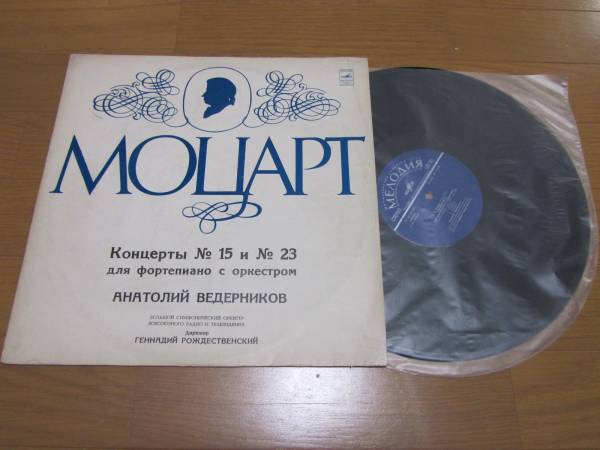 МОЦАРТ
Концерты № 15 и № 23
для фортепиано с оркестром
АНАТОЛИЙ ВЕДЕРНИКОВ
БОЛЬШОЙ СИМФОНИЧЕСКИЙ ОРКЕСТР
ВСЕСОЮЗНОГО РАДИО И ТЕЛЕВИДЕНИЯ
Дирижер
ГЕННАДИЙ РОЖДЕСТВЕНСКИЙ
МЕЛОДИЯ